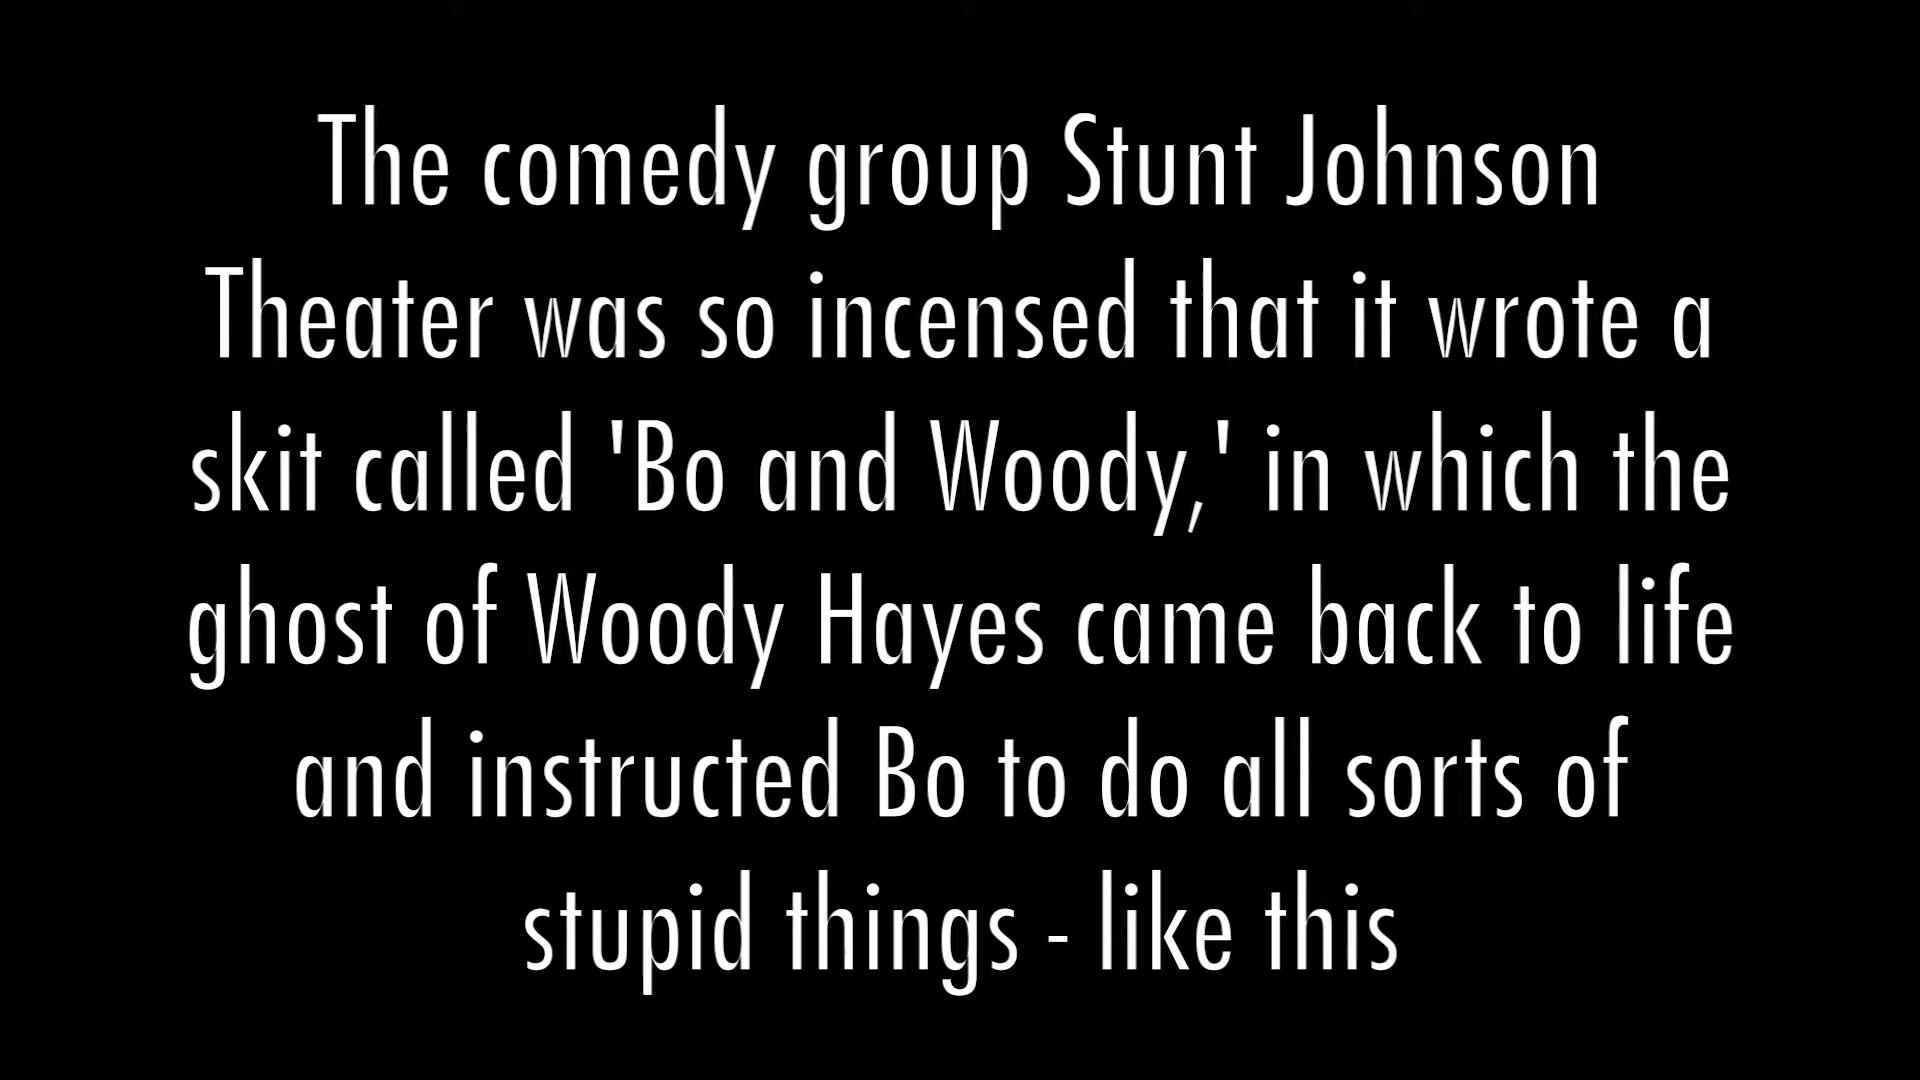 The comedy group Stunt Johnson
Theater was so incensed that it wrote a
skit called 'Bo and Woody,' in which the
ghost of Woody Hayes came back to life
and instructed Bo to do all sorts of
stupid things - like this